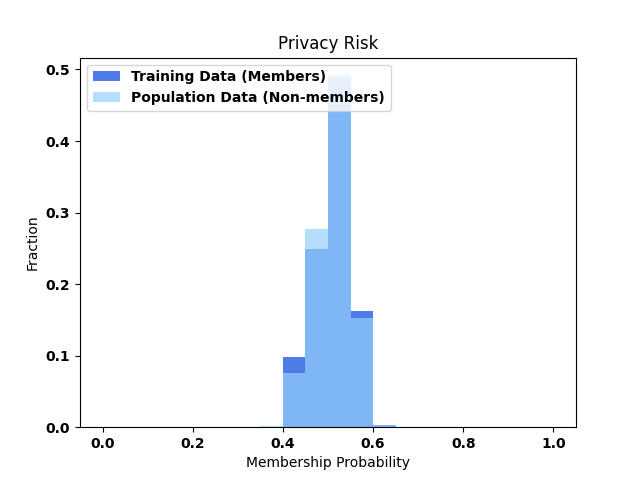 Privacy Risk
Training Data (Members)
Population Data (Non-members)
0.5
0.4
0.3
0.2
0.1
0.0
Fraction
0.0 0.2 0.4 0.6 0.8 1.0
Membership Probability